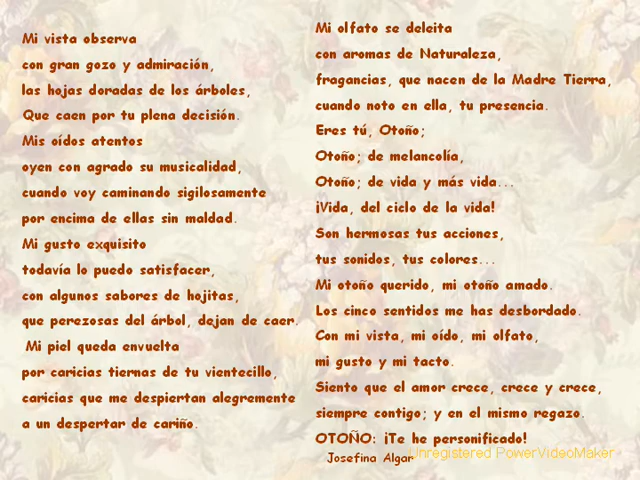 Mi vista observa
con gran gozo y admiración,
las hojas doradas de los árboles,
Que caen por tu plena decisión.
Mis oídos atentos
oyen con agrado su musicalidad,
cuando voy caminando sigilosamente
por encima de ellas sin maldad.
Mi gusto exquisito
todavía lo puedo satisfacer,
con algunos sabores de hojitas,
que perezosas del árbol, dejan de caer.
Mi piel queda envuelta
por caricias tiernas de tu vientecillo,
caricias que me despiertan alegremente
a un despertar de cariño.
Mi olfato se deleita
con aromas de Naturaleza,
fragancias, que nacen de la Madre Tierra,
cuando noto en ella, tu presencia.
Eres tú, Otoño;
Otoño; de melancolía,
Otoño; de vida y más vida...
¡Vida, del ciclo de la vida!
Son hermosas tus acciones,
tus sonidos, tus colores...
Mi otoño querido, mi otoño amado.
Los cinco sentidos me has desbordado.
Con mi vista, mi oído, mi olfato,
mi gusto y mi tacto.
Siento que el amor crece, crece y crece,
siempre contigo; y en el mismo regazo.
OTOÑO: ¡Te he personificado!
Josefina Algar
Unregistered PowerVideoMaker